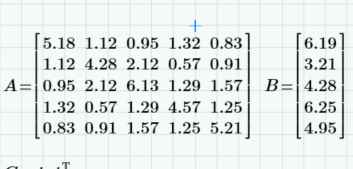 5.18 1.12 0.95 1.32 0.83 6.19
1.12 4.28 2.12 0.57 0.91 3.21
A= 0.95 2.12 6.13 1.29 1.57 B= 4.28
1.32 0.57 1.29 4.57 1.25 6.25
0.83 0.91 1.57 1.25 5.21 4.95